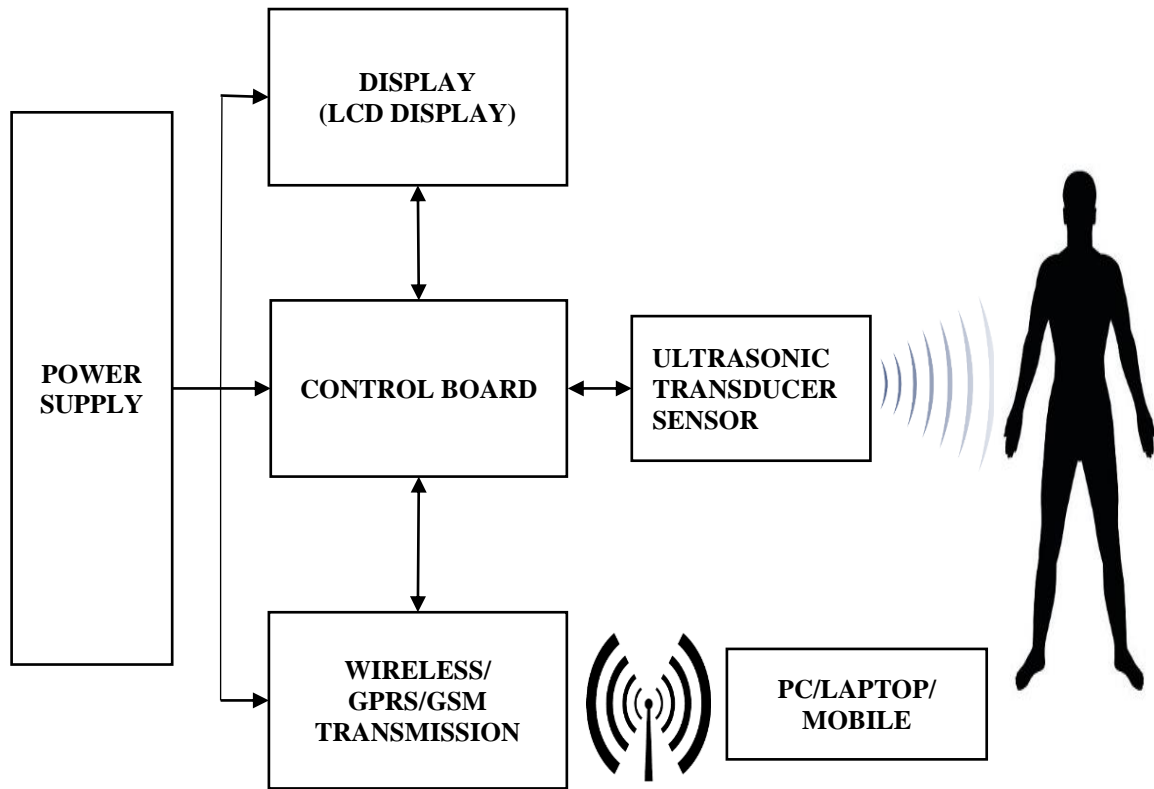 DISPLAY
(LCD DISPLAY)
POWER
SUPPLY
CONTROL BOARD
ULTRASONIC
TRANSDUCER
SENSOR
WIRELESS/
GPRS/GSM
TRANSMISSION
PC/LAPTOP/
MOBILE